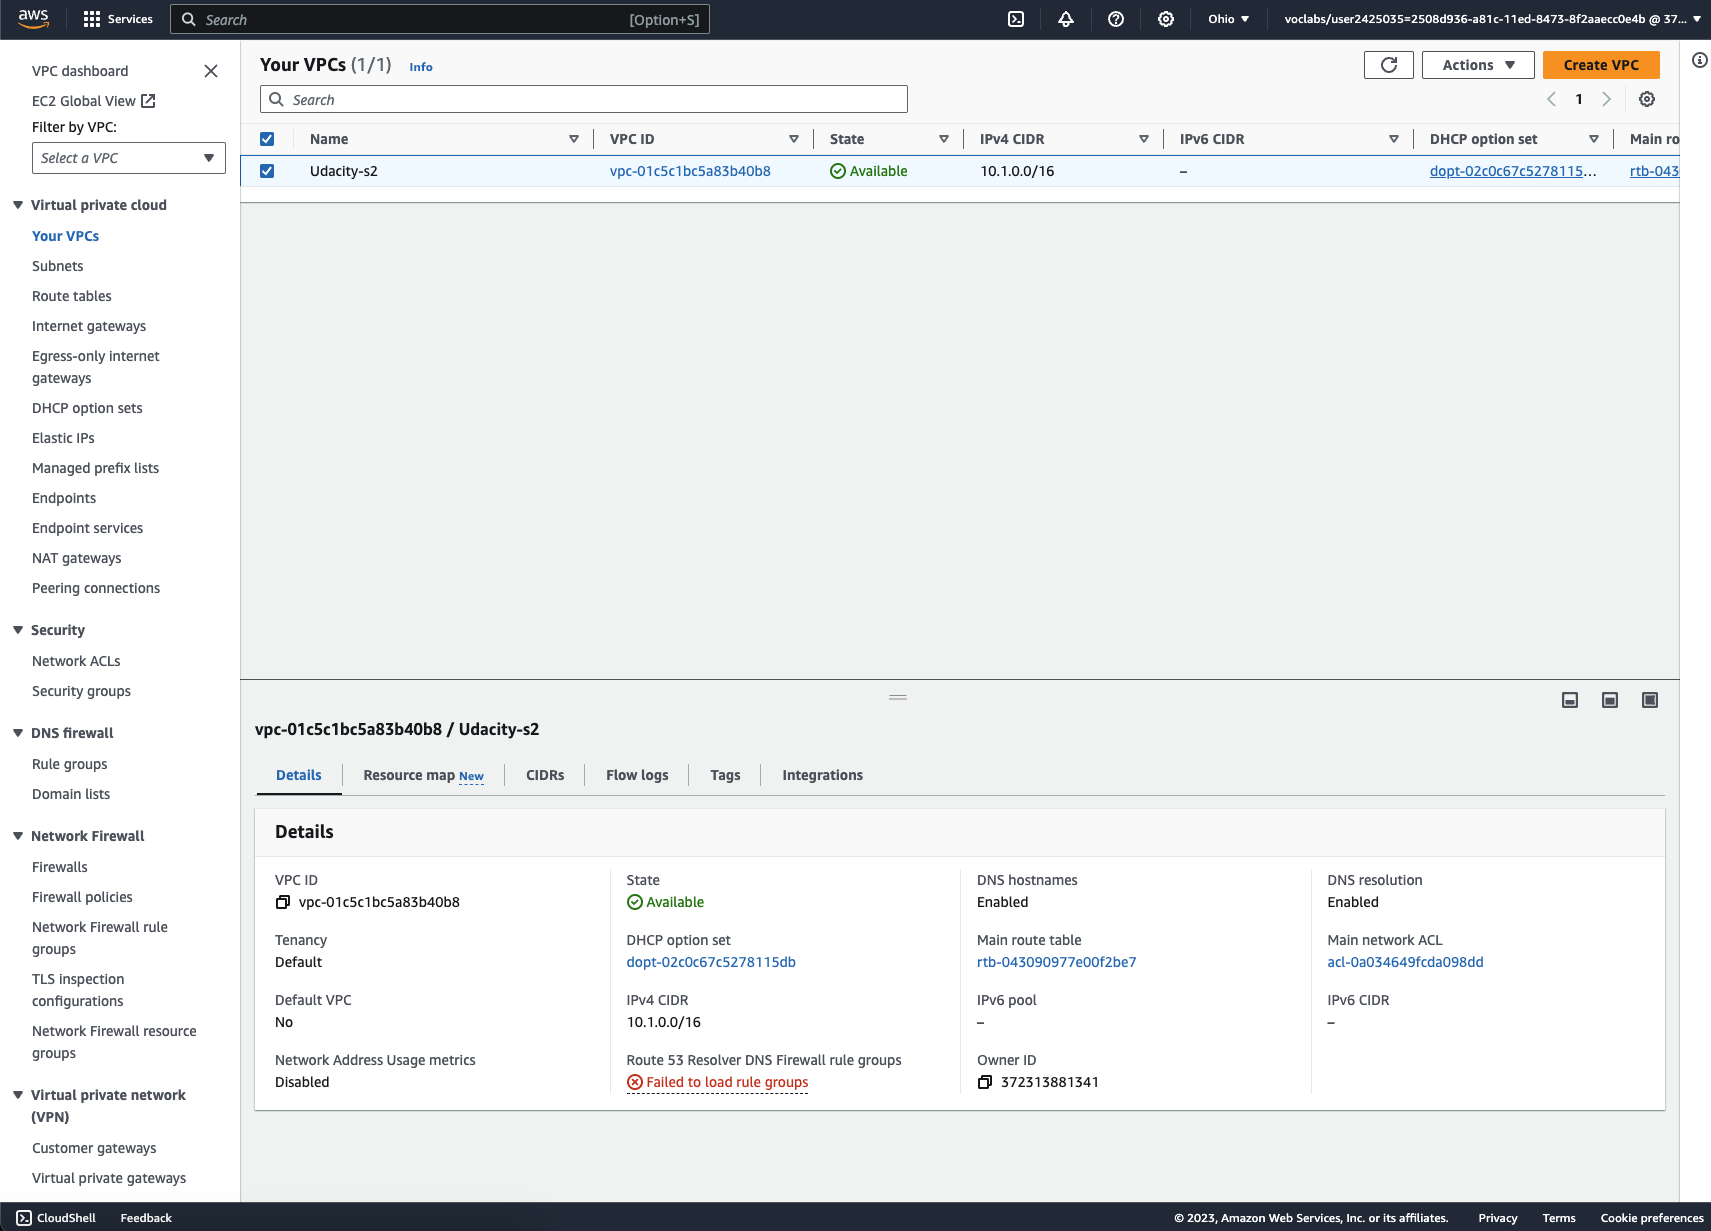 aws
Services
Search
[Option+S]
Ohio
voclabs/user2425035=2508d936-a81c-11ed-8473-8f2aaecc0e4b @ 37...
VPC dashboard
EC2 Global View
Filter by VPC:
Select a VPC
Virtual private cloud
Your VPCs
Subnets
Route tables
Internet gateways
Egress-only internet
gateways
DHCP option sets
Elastic IPs
Managed prefix lists
Endpoints
Endpoint services
NAT gateways
Peering connections
Security
Network ACLs
Security groups
DNS firewall
Rule groups
Domain lists
Network Firewall
Firewalls
Firewall policies
Network Firewall rule
groups
TLS inspection
configurations
Network Firewall resource
groups
Virtual private network
(VPN)
Customer gateways
Virtual private gateways
Your VPCs (1/1) Info
Actions
Create VPC
Search
1
Name VPC ID State IPv4 CIDR IPv6 CIDR DHCP option set Main ro
Udacity-s2 vpc-01c5c1bc5a83b40b8 Available 10.1.0.0/16 – dopt-02c0c67c5278115... rtb-043
vpc-01c5c1bc5a83b40b8 / Udacity-s2
Details Resource map New CIDRs Flow logs Tags Integrations
Details
VPC ID
vpc-01c5c1bc5a83b40b8
State
Available
DNS hostnames
Enabled
DNS resolution
Enabled
Tenancy
Default
DHCP option set
dopt-02c0c67c5278115db
Main route table
rtb-043090977e00f2be7
Main network ACL
acl-0a034649fcda098dd
Default VPC
No
IPv4 CIDR
10.1.0.0/16
IPv6 pool
–
IPv6 CIDR
–
Network Address Usage metrics
Disabled
Route 53 Resolver DNS Firewall rule groups
Failed to load rule groups
Owner ID
372313881341
CloudShell Feedback
© 2023, Amazon Web Services, Inc. or its affiliates. Privacy Terms Cookie preferences